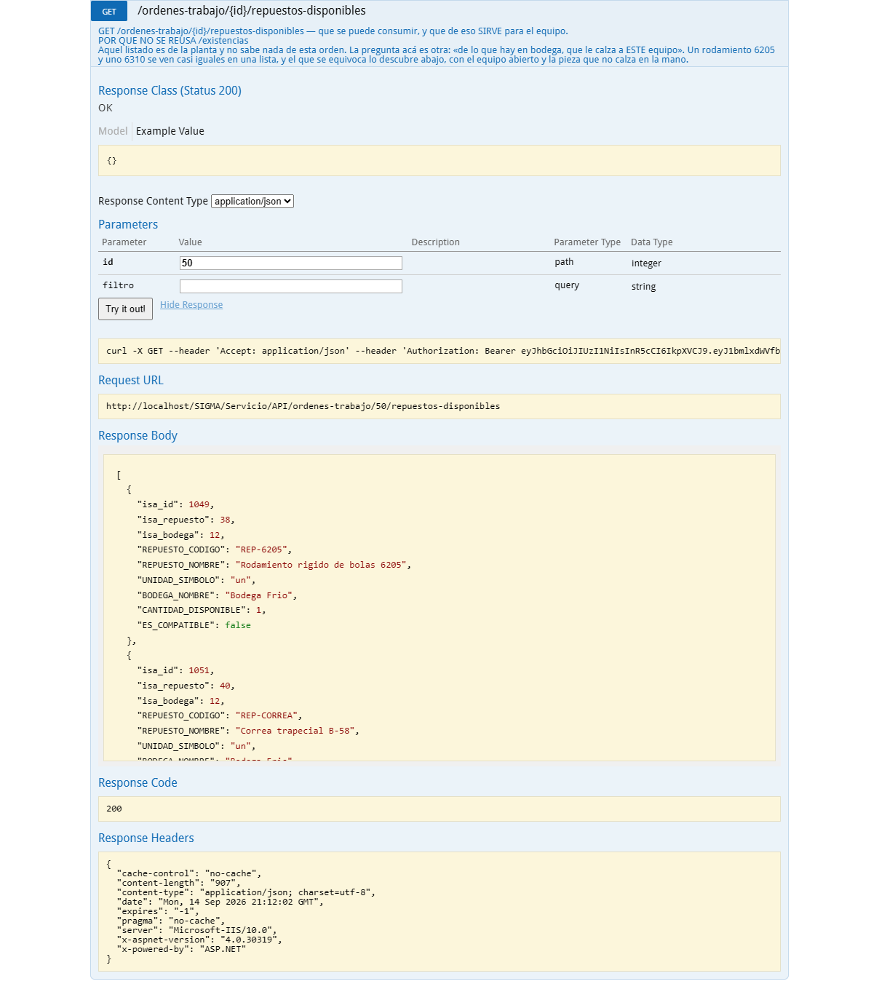 GET /ordenes-trabajo/{id}/repuestos-disponibles
GET /ordenes-trabajo/{id}/repuestos-disponibles — que se puede consumir, y que de eso SIRVE para el equipo.
POR QUE NO SE REUSA /existencias
Aquel listado es de la planta y no sabe nada de esta orden. La pregunta acá es otra: «de lo que hay en bodega, que le calza a ESTE equipo». Un rodamiento 6205
y uno 6310 se ven casi iguales en una lista, y el que se equivoca lo descubre abajo, con el equipo abierto y la pieza que no calza en la mano.
Response Class (Status 200)
OK
Model Example Value
{}
Response Content Type application/json
Parameters
Parameter Value Description Parameter Type Data Type
id 50 path integer
filtro query string
Try it out! Hide Response
curl -X GET --header 'Accept: application/json' --header 'Authorization: Bearer eyJhbGciOiJIUzI1NiIsInR5cCI6IkpXVCJ9.eyJ1bmlxdWVfb
Request URL
http://localhost/SIGMA/Servicio/API/ordenes-trabajo/50/repuestos-disponibles
Response Body
[
{
"isa_id": 1049,
"isa_repuesto": 38,
"isa_bodega": 12,
"REPUESTO_CODIGO": "REP-6205",
"REPUESTO_NOMBRE": "Rodamiento rigido de bolas 6205",
"UNIDAD_SIMBOLO": "un",
"BODEGA_NOMBRE": "Bodega Frio",
"CANTIDAD_DISPONIBLE": 1,
"ES_COMPATIBLE": false
},
{
"isa_id": 1051,
"isa_repuesto": 40,
"isa_bodega": 12,
"REPUESTO_CODIGO": "REP-CORREA",
"REPUESTO_NOMBRE": "Correa trapecial B-58",
"UNIDAD_SIMBOLO": "un",
"BODEGA_NOMBRE": "Bodega Frio"
Response Code
200
Response Headers
{
"cache-control": "no-cache",
"content-length": "907",
"content-type": "application/json; charset=utf-8",
"date": "Mon, 14 Sep 2026 21:12:02 GMT",
"expires": "-1",
"pragma": "no-cache",
"server": "Microsoft-IIS/10.0",
"x-aspnet-version": "4.0.30319",
"x-powered-by": "ASP.NET"
}